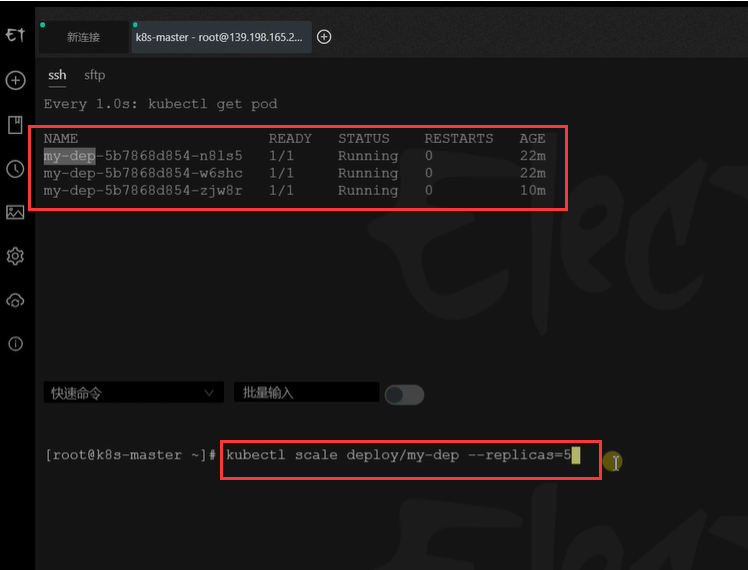 新连接
k8s-master - root@139.198.165.2...
ssh sftp
Every 1.0s: kubectl get pod
NAME READY STATUS RESTARTS AGE
my-dep-5b7868d854-n8ls5 1/1 Running 0 22m
my-dep-5b7868d854-w6shc 1/1 Running 0 22m
my-dep-5b7868d854-zjw8r 1/1 Running 0 10m
快速命令
批量输入
[root@k8s-master ~]# kubectl scale deploy/my-dep --replicas=5
Elec